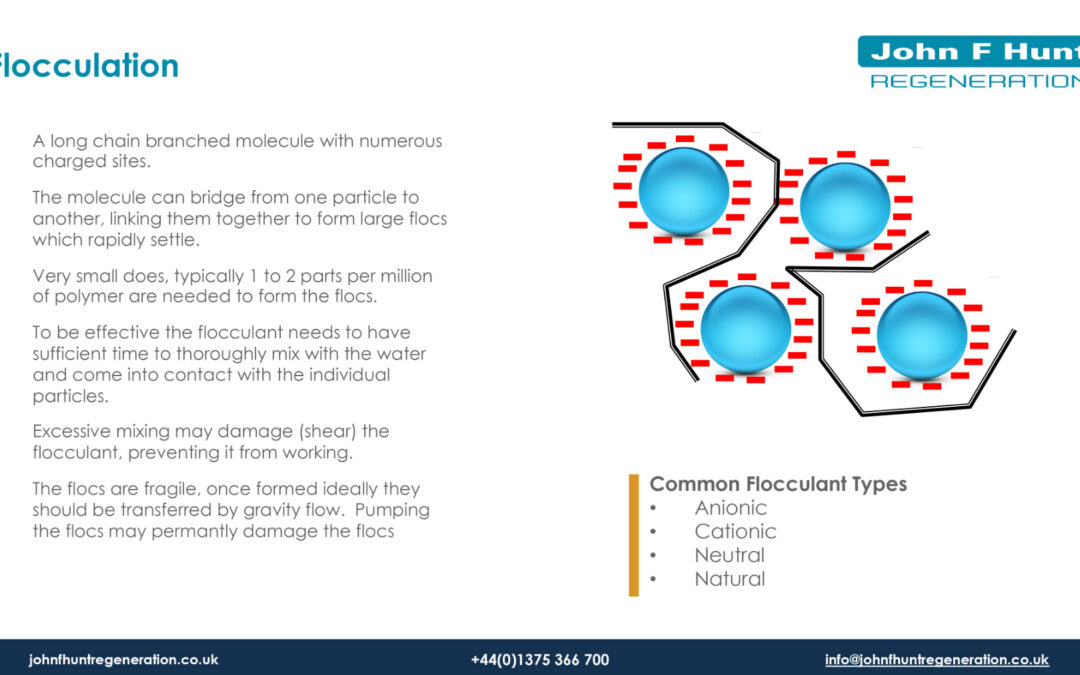 Flocculation
John F Hunt
REGENERATION
A long chain branched molecule with numerous
charged sites.
The molecule can bridge from one particle to
another, linking them together to form large flocs
which rapidly settle.
Very small does, typically 1 to 2 parts per million
of polymer are needed to form the flocs.
To be effective the flocculant needs to have
sufficient time to thoroughly mix with the water
and come into contact with the individual
particles.
Excessive mixing may damage (shear) the
flocculant, preventing it from working.
The flocs are fragile, once formed ideally they
should be transferred by gravity flow. Pumping
the flocs may permantly damage the flocs
Common Flocculant Types
• Anionic
• Cationic
• Neutral
• Natural
johnfhuntregeneration.co.uk
+44(0)1375 366 700
info@johnfhuntregeneration.co.uk